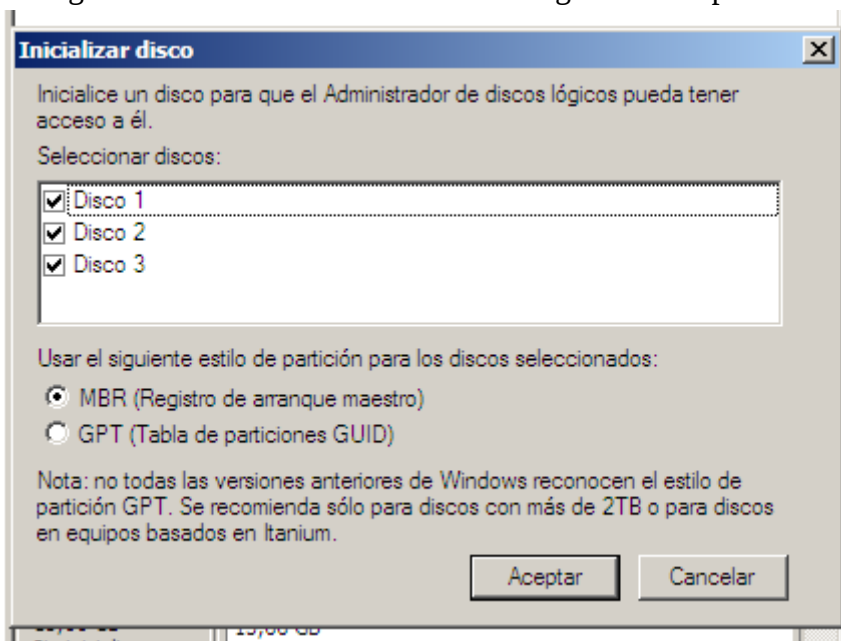 Inicializar disco
Inicialice un disco para que el Administrador de discos lógicos pueda tener
acceso a él.
Seleccionar discos:
Disco 1
Disco 2
Disco 3
Usar el siguiente estilo de partición para los discos seleccionados:
MBR (Registro de arranque maestro)
GPT (Tabla de particiones GUID)
Nota: no todas las versiones anteriores de Windows reconocen el estilo de
partición GPT. Se recomienda sólo para discos con más de 2TB o para discos
en equipos basados en Itanium.
Aceptar Cancelar